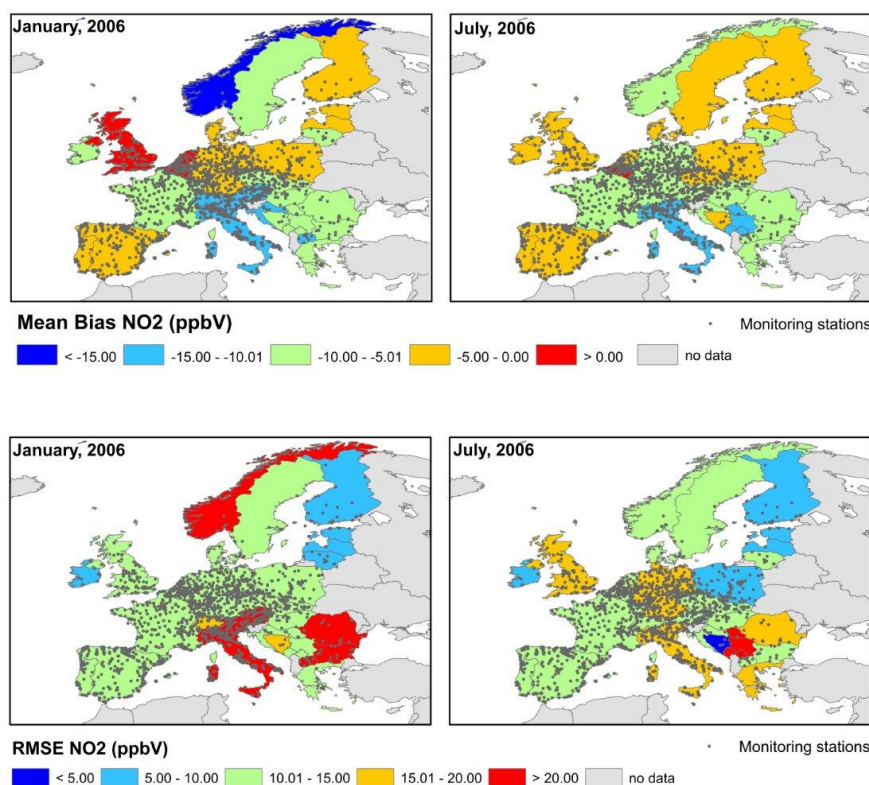 January, 2006
July, 2006
Mean Bias NO2 (ppbV)
Monitoring stations
< -15.00
-15.00 - -10.01
-10.00 - -5.01
-5.00 - 0.00
> 0.00
no data
January, 2006
July, 2006
RMSE NO2 (ppbV)
Monitoring stations
< 5.00
5.00 - 10.00
10.01 - 15.00
15.01 - 20.00
> 20.00
no data